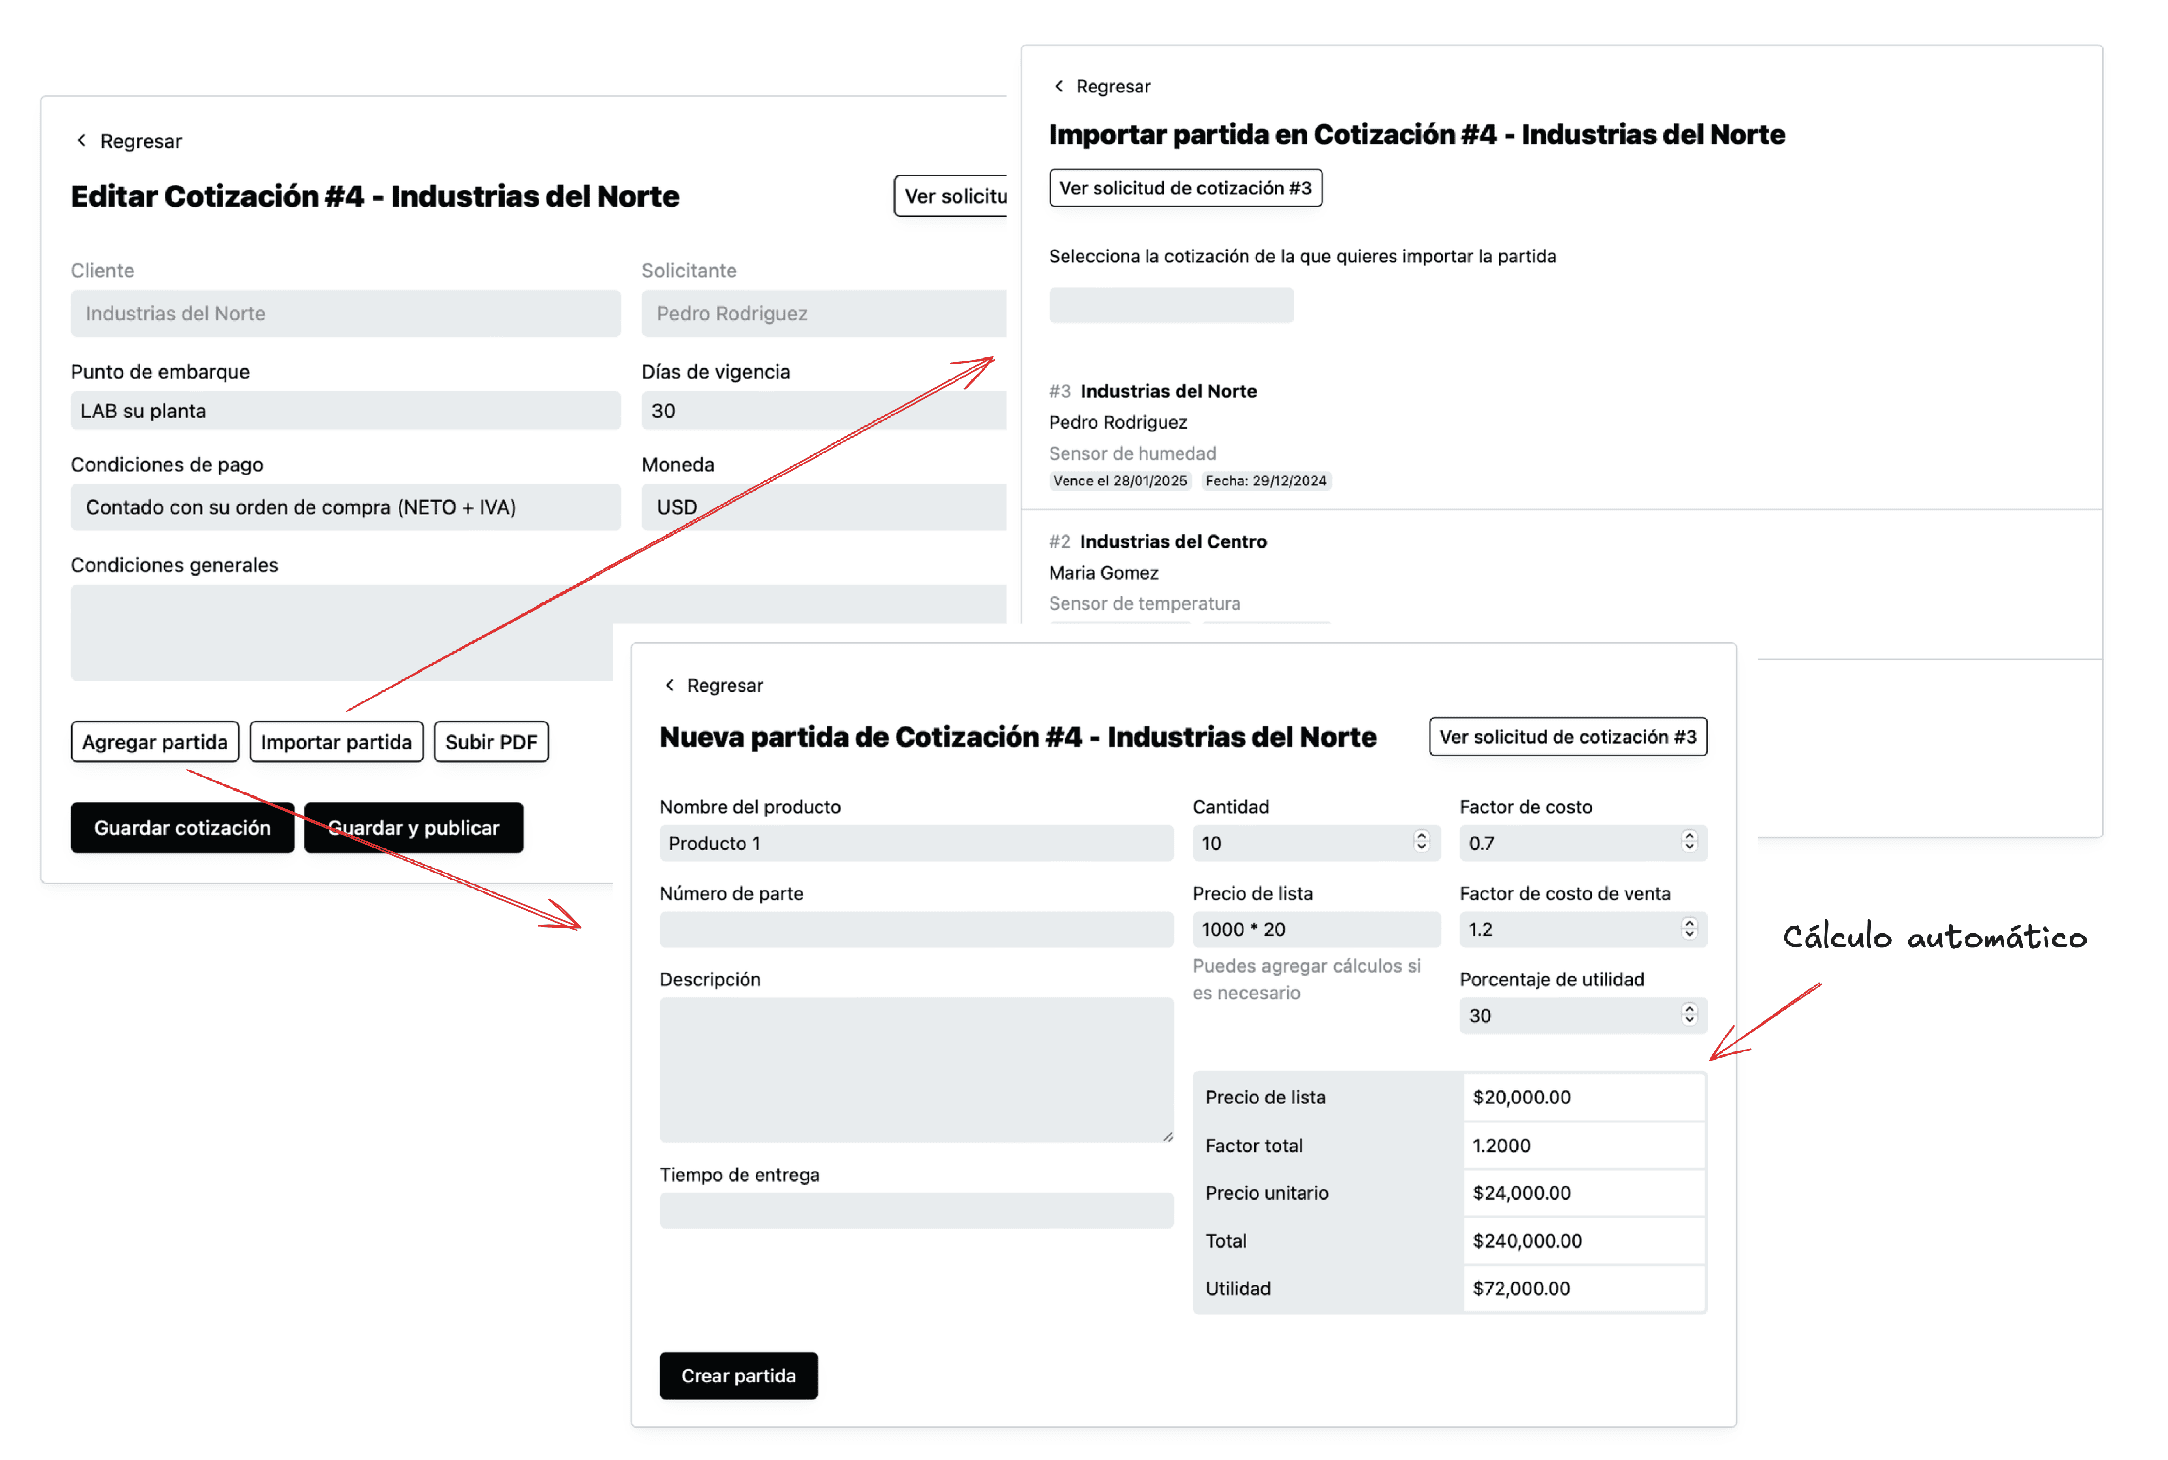 Regresar
Editar Cotización #4 - Industrias del Norte
Ver solicitu
Cliente
Industrias del Norte
Solicitante
Pedro Rodriguez
Punto de embarque
LAB su planta
Días de vigencia
30
Condiciones de pago
Contado con su orden de compra (NETO + IVA)
Moneda
USD
Condiciones generales
Agregar partida
Importar partida
Subir PDF
Guardar cotización
Guardar y publicar
Regresar
Importar partida en Cotización #4 - Industrias del Norte
Ver solicitud de cotización #3
Selecciona la cotización de la que quieres importar la partida
#3 Industrias del Norte
Pedro Rodriguez
Sensor de humedad
Vence el 28/01/2025 Fecha: 29/12/2024
#2 Industrias del Centro
Maria Gomez
Sensor de temperatura
Regresar
Nueva partida de Cotización #4 - Industrias del Norte
Ver solicitud de cotización #3
Nombre del producto
Producto 1
Número de parte
Descripción
Tiempo de entrega
Cantidad
10
Precio de lista
1000 * 20
Puedes agregar cálculos si
es necesario
Factor de costo
0.7
Factor de costo de venta
1.2
Porcentaje de utilidad
30
Precio de lista $20,000.00
Factor total 1.2000
Precio unitario $24,000.00
Total $240,000.00
Utilidad $72,000.00
Crear partida
Cálculo automático